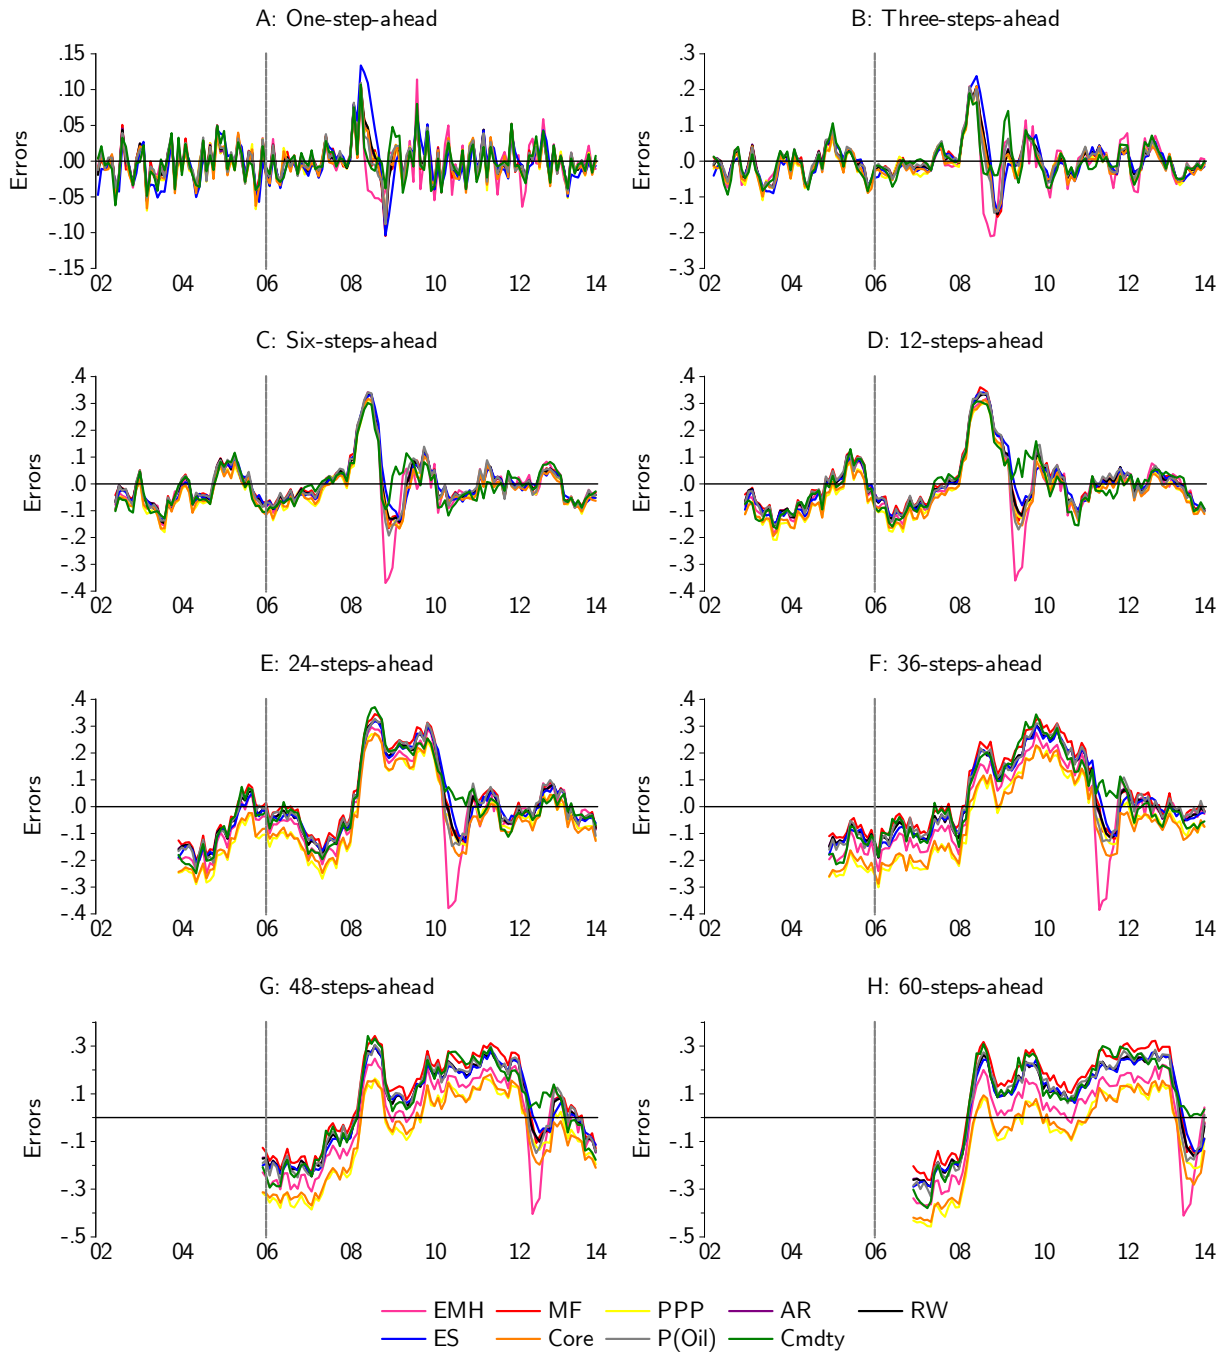 A: One-step-ahead
B: Three-steps-ahead
.15
.10
.05
.00
-.05
-.10
-.15
Errors
02 04 06 08 10 12 14
.3
.2
.1
.0
-.1
-.2
-.3
Errors
02 04 06 08 10 12 14
C: Six-steps-ahead
D: 12-steps-ahead
.4
.3
.2
.1
.0
-.1
-.2
-.3
-.4
Errors
02 04 06 08 10 12 14
.4
.3
.2
.1
.0
-.1
-.2
-.3
-.4
Errors
02 04 06 08 10 12 14
E: 24-steps-ahead
F: 36-steps-ahead
.4
.3
.2
.1
.0
-.1
-.2
-.3
-.4
Errors
02 04 06 08 10 12 14
.4
.3
.2
.1
.0
-.1
-.2
-.3
-.4
Errors
02 04 06 08 10 12 14
G: 48-steps-ahead
H: 60-steps-ahead
.3
.1
-.1
-.3
-.5
Errors
02 04 06 08 10 12 14
.3
.1
-.1
-.3
-.5
Errors
02 04 06 08 10 12 14
EMH MF PPP AR RW
ES Core P(Oil) Cmdty